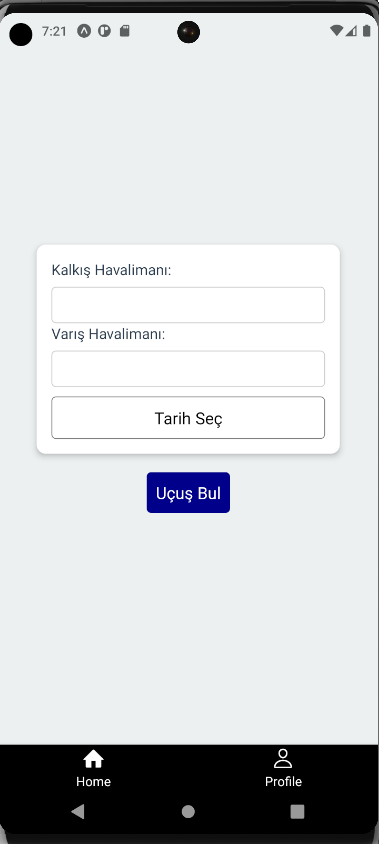 7:21
Kalkış Havalimanı:
Varış Havalimanı:
Tarih Seç
Uçuş Bul
Home
Profile